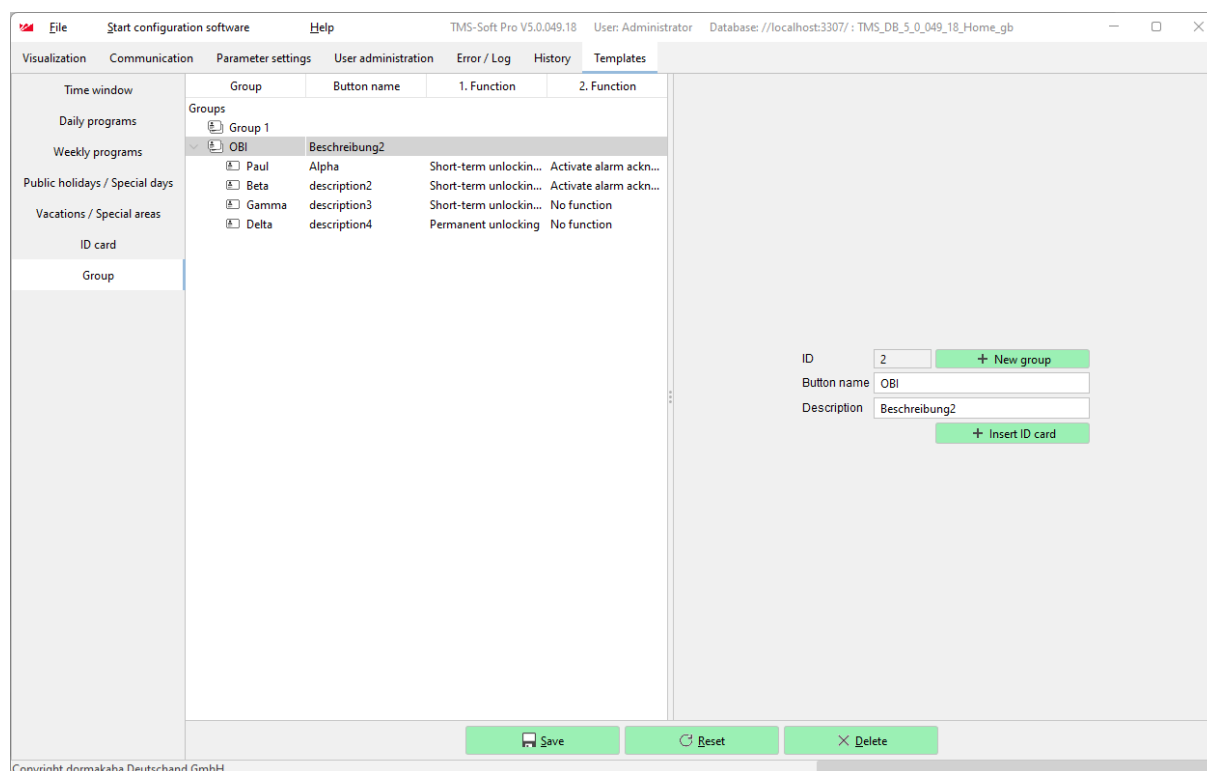 File Start configuration software Help TMS-Soft Pro V5.0.049.18 User: Administrator Database: //localhost:3307/ : TMS_DB_5_0_049_18_Home_gb
Visualization Communication Parameter settings User administration Error / Log History Templates
Time window
Daily programs
Weekly programs
Public holidays / Special days
Vacations / Special areas
ID card
Group
Group Button name 1. Function 2. Function
Groups
Group 1
OBI Beschreibung2
Paul Alpha Short-term unlockin... Activate alarm ackn...
Beta description2 Short-term unlockin... Activate alarm ackn...
Gamma description3 Short-term unlockin... No function
Delta description4 Permanent unlocking No function
ID 2 + New group
Button name OBI
Description Beschreibung2
+ Insert ID card
Save Reset Delete
Copyright dormakaba Deutschand GmbH